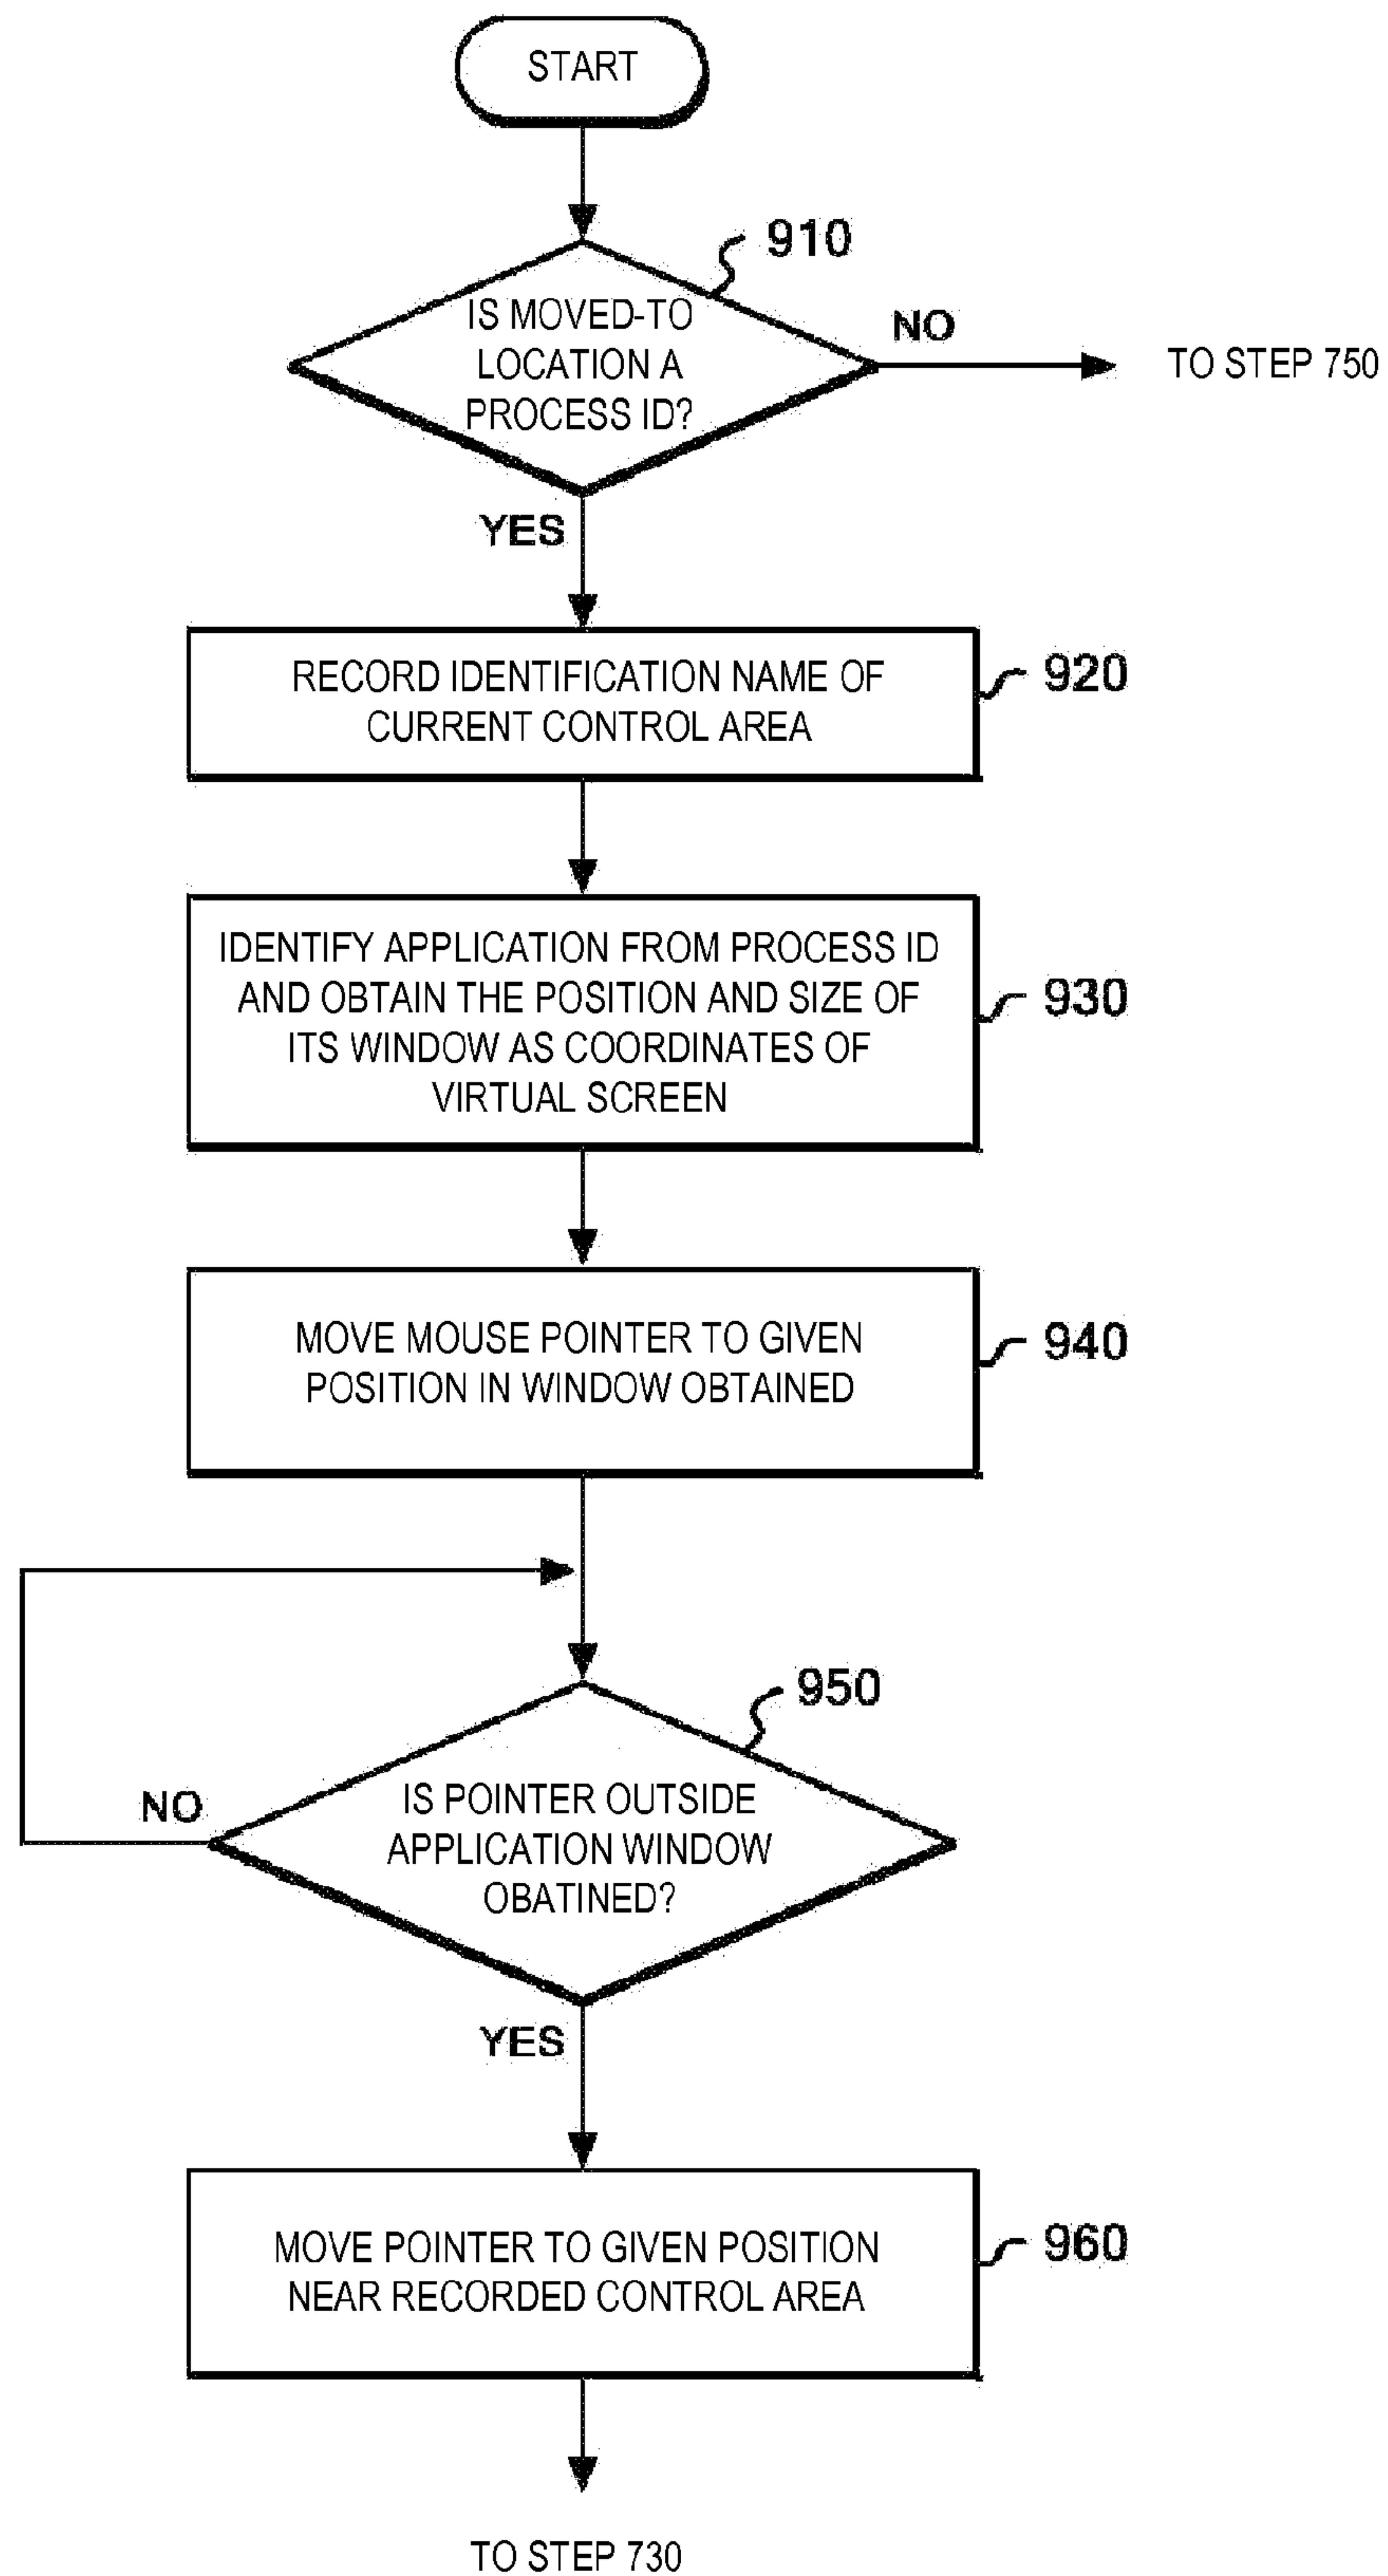 START
910
IS MOVED-TO
LOCATION A
PROCESS ID?
NO
TO STEP 750
YES
RECORD IDENTIFICATION NAME OF
CURRENT CONTROL AREA
920
IDENTIFY APPLICATION FROM PROCESS ID
AND OBTAIN THE POSITION AND SIZE OF
ITS WINDOW AS COORDINATES OF
VIRTUAL SCREEN
930
MOVE MOUSE POINTER TO GIVEN
POSITION IN WINDOW OBTAINED
940
950
IS POINTER OUTSIDE
APPLICATION WINDOW
OBATINED?
NO
YES
MOVE POINTER TO GIVEN POSITION
NEAR RECORDED CONTROL AREA
960
TO STEP 730